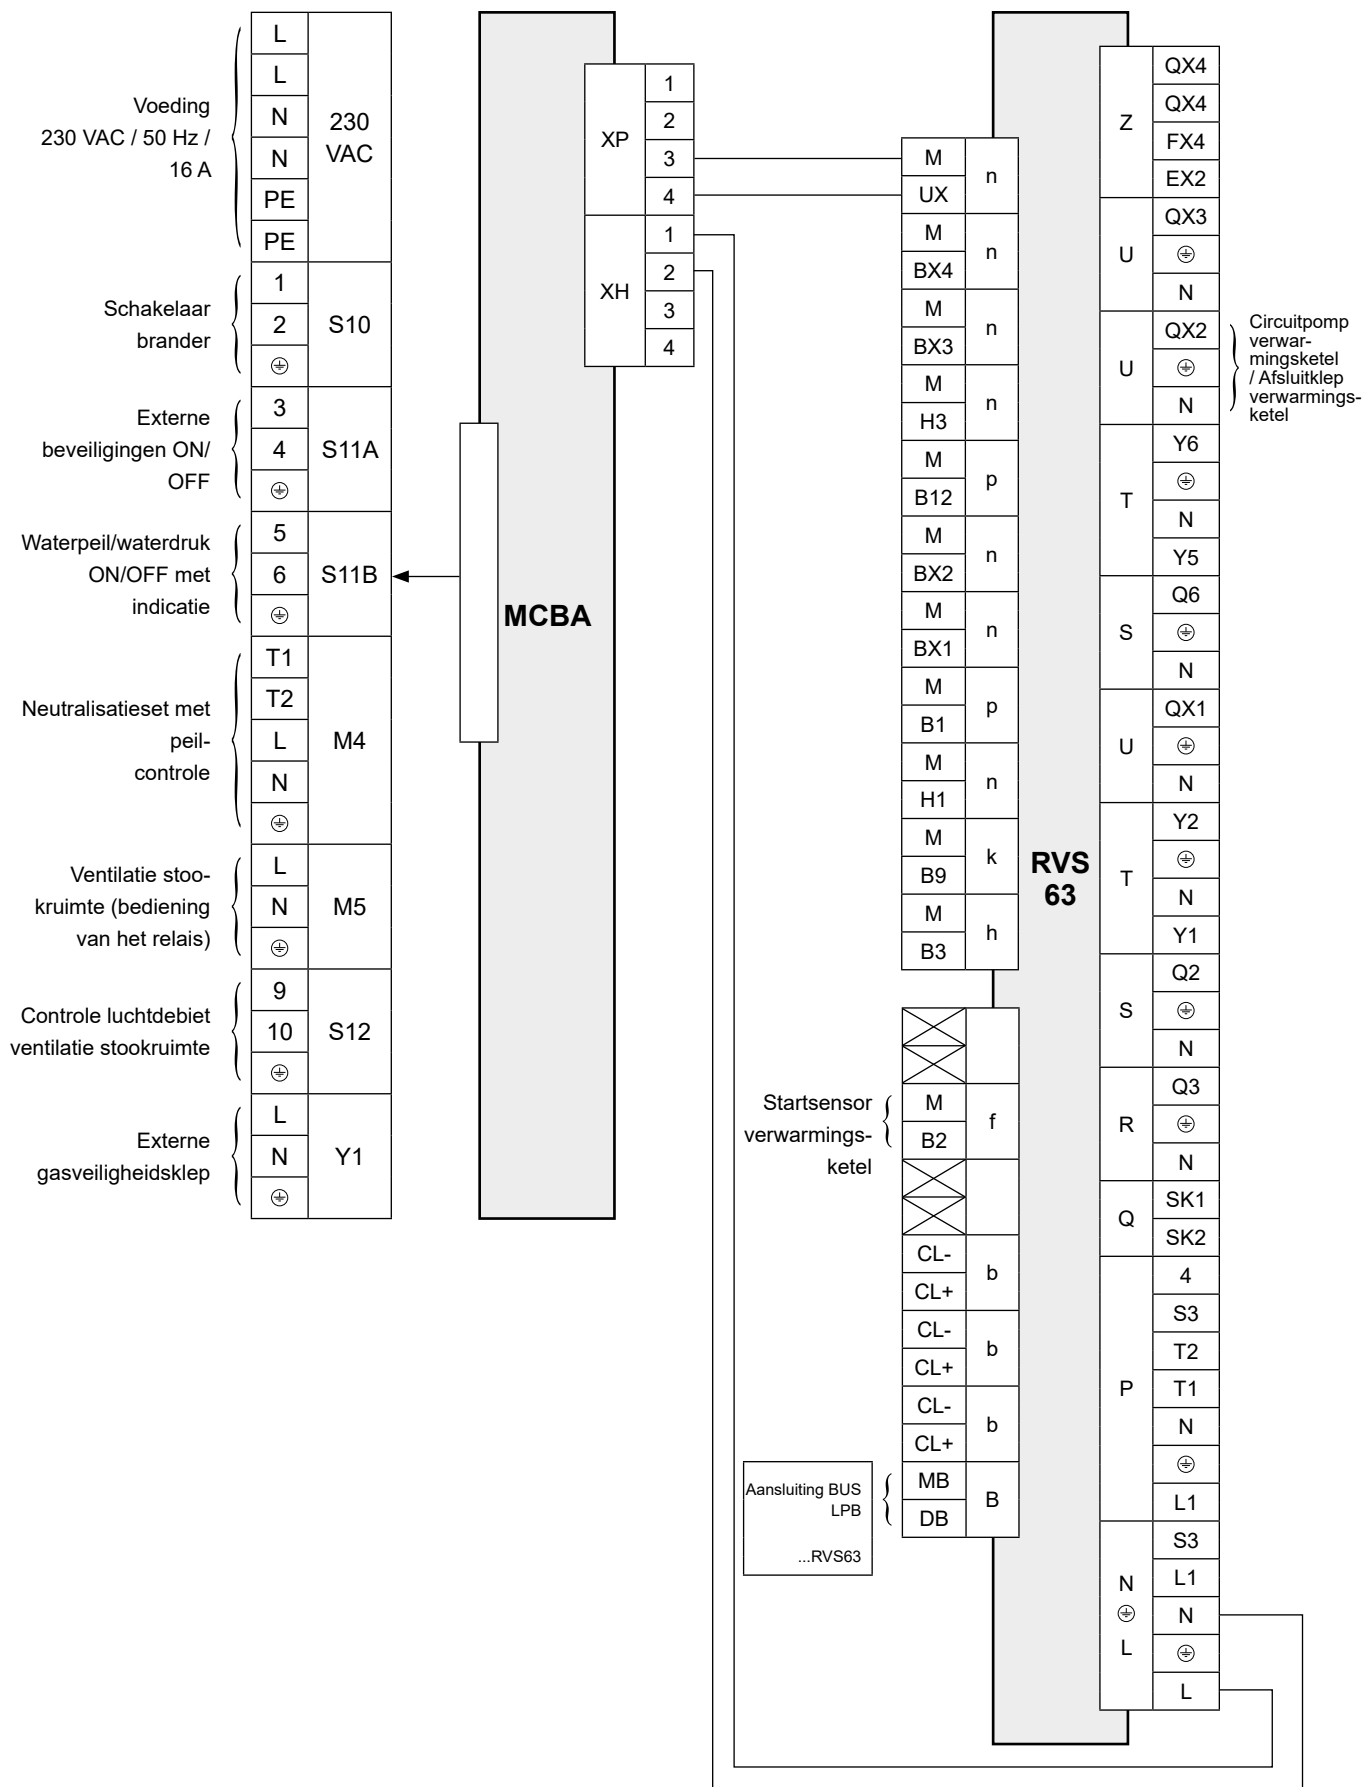 Voeding
230 VAC / 50 Hz /
16 A
L
L
N
N
PE
PE
230
VAC
Schakelaar
brander
1
2
⏚
S10
Externe
beveiligingen ON/
OFF
3
4
⏚
S11A
Waterpeil/waterdruk
ON/OFF met
indicatie
5
6
⏚
S11B
Neutralisatieset met
peil-
controle
T1
T2
L
N
⏚
M4
Ventilatie stoo-
kruimte (bediening
van het relais)
L
N
⏚
M5
Controle luchtdebiet
ventilatie stookruimte
9
10
⏚
S12
Externe
gasveiligheidsklep
L
N
⏚
Y1
MCBA
XP
1
2
3
4
XH
1
2
3
4
M
UX
n
M
BX4
n
M
BX3
n
M
H3
n
M
B12
p
M
BX2
n
M
BX1
n
M
B1
p
M
H1
n
M
B9
k
M
B3
h
Startsensor
verwarmings-
ketel
M
B2
f
CL-
CL+
b
CL-
CL+
b
CL-
CL+
b
Aansluiting BUS
LPB
...RVS63
MB
DB
B
RVS
63
Z
QX4
QX4
FX4
EX2
U
QX3
⏚
N
U
QX2
⏚
N
Circuitpomp
verwar-
mingsketel
/ Afsluitklep
verwarmings-
ketel
T
Y6
⏚
N
Y5
S
Q6
⏚
N
U
QX1
⏚
N
T
Y2
⏚
N
Y1
S
Q2
⏚
N
R
Q3
⏚
N
Q
SK1
SK2
P
4
S3
T2
T1
N
⏚
L1
N
⏚
L
S3
L1
N
⏚
L